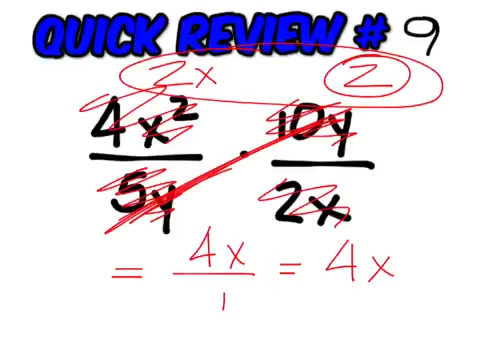 QUICK REVIEW # 9
2x 2
4x² / 5y · 10y / 2x
= 4x / 1 = 4x